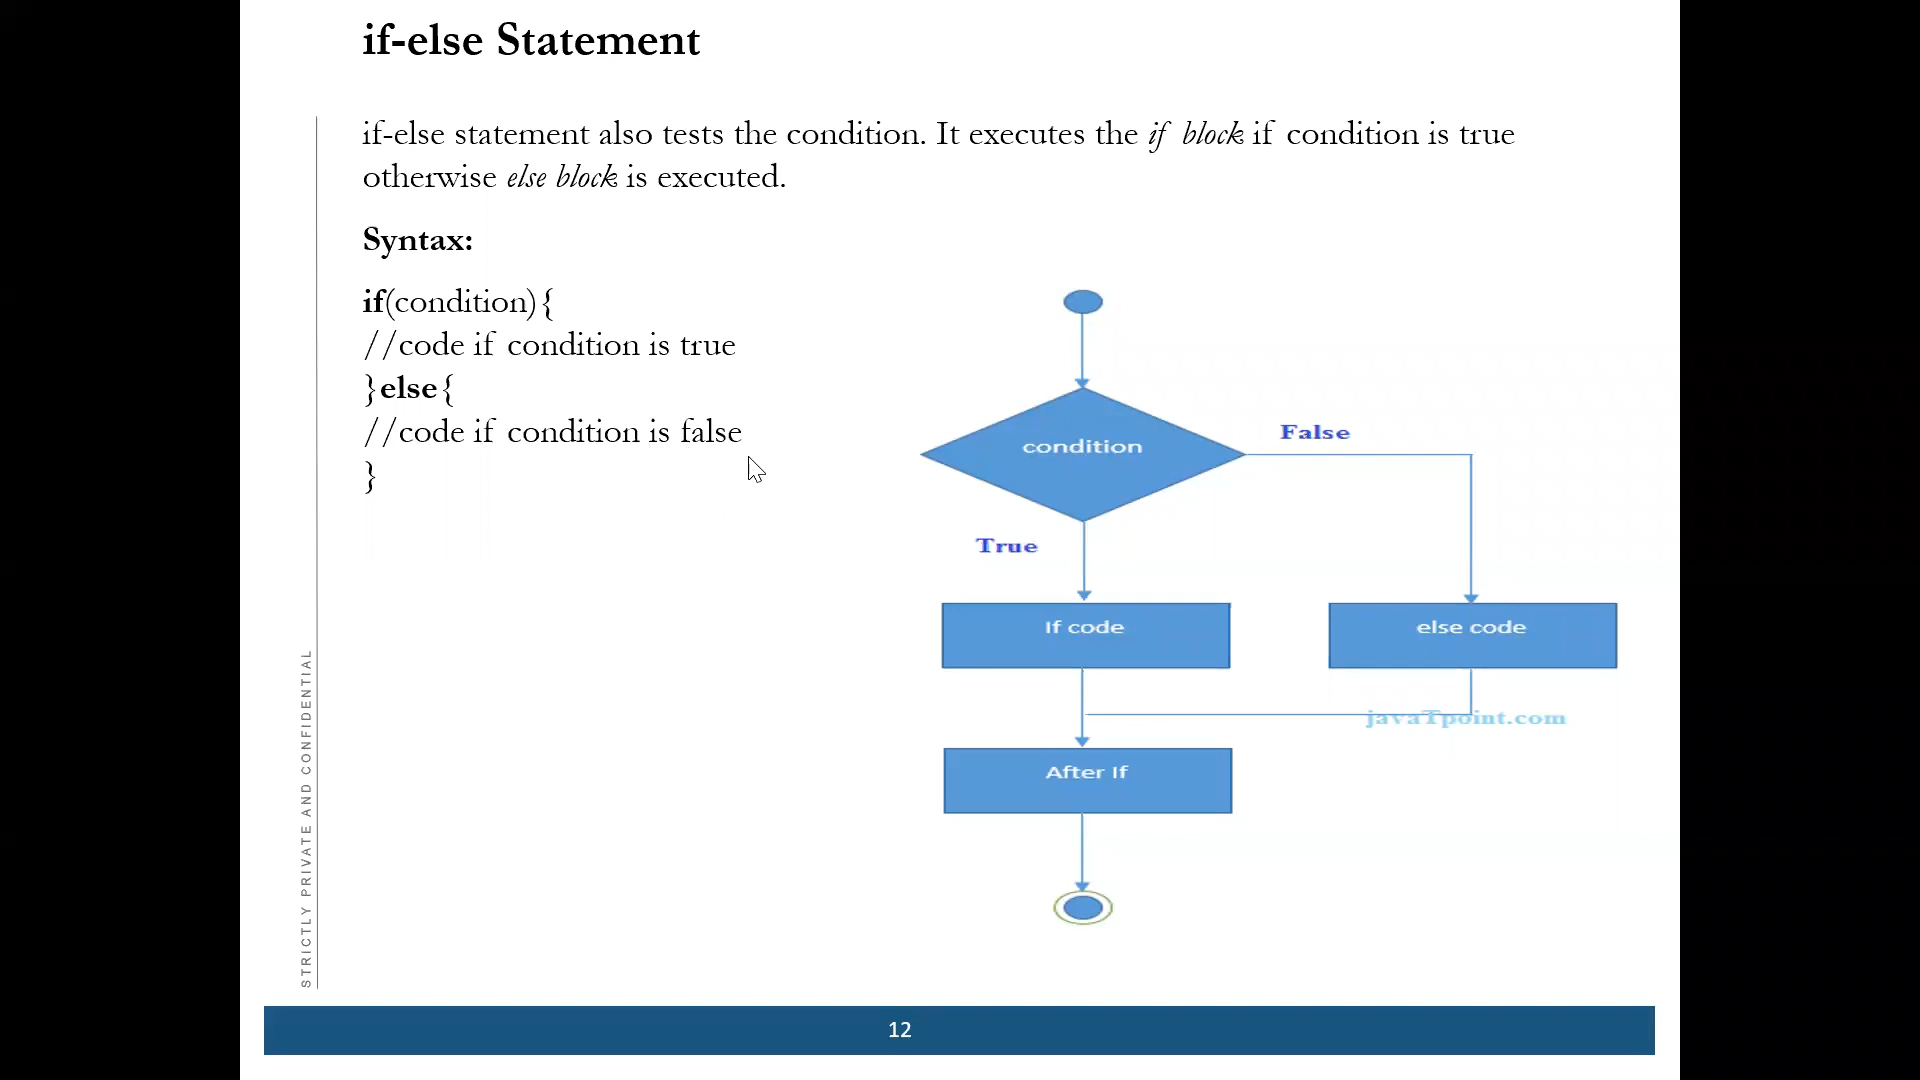 if-else Statement
if-else statement also tests the condition. It executes the if block if condition is true
otherwise else block is executed.
Syntax:
if(condition){
//code if condition is true
}else{
//code if condition is false
}
condition
False
True
If code
else code
javaTpoint.com
After If
STRICTLY PRIVATE AND CONFIDENTIAL
12